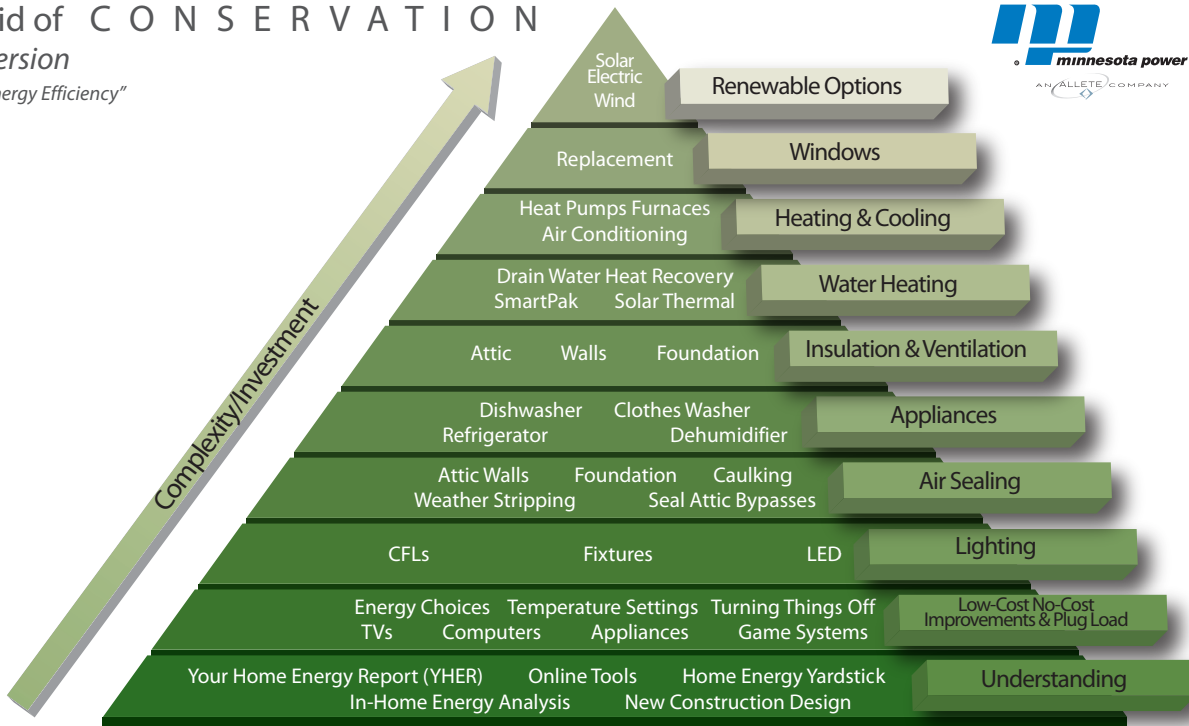 id of CONSERVATION
ersion
nergy Efficiency"
minnesota power
AN ALLETE COMPANY
Complexity/Investment
Solar
Electric
Wind
Renewable Options
Replacement
Windows
Heat Pumps Furnaces
Air Conditioning
Heating & Cooling
Drain Water Heat Recovery
SmartPak Solar Thermal
Water Heating
Attic Walls Foundation
Insulation & Ventilation
Dishwasher Clothes Washer
Refrigerator Dehumidifier
Appliances
Attic Walls Foundation Caulking
Weather Stripping Seal Attic Bypasses
Air Sealing
CFLs Fixtures LED
Lighting
Energy Choices Temperature Settings Turning Things Off
TVs Computers Appliances Game Systems
Low-Cost No-Cost
Improvements & Plug Load
Your Home Energy Report (YHER) Online Tools Home Energy Yardstick
In-Home Energy Analysis New Construction Design
Understanding